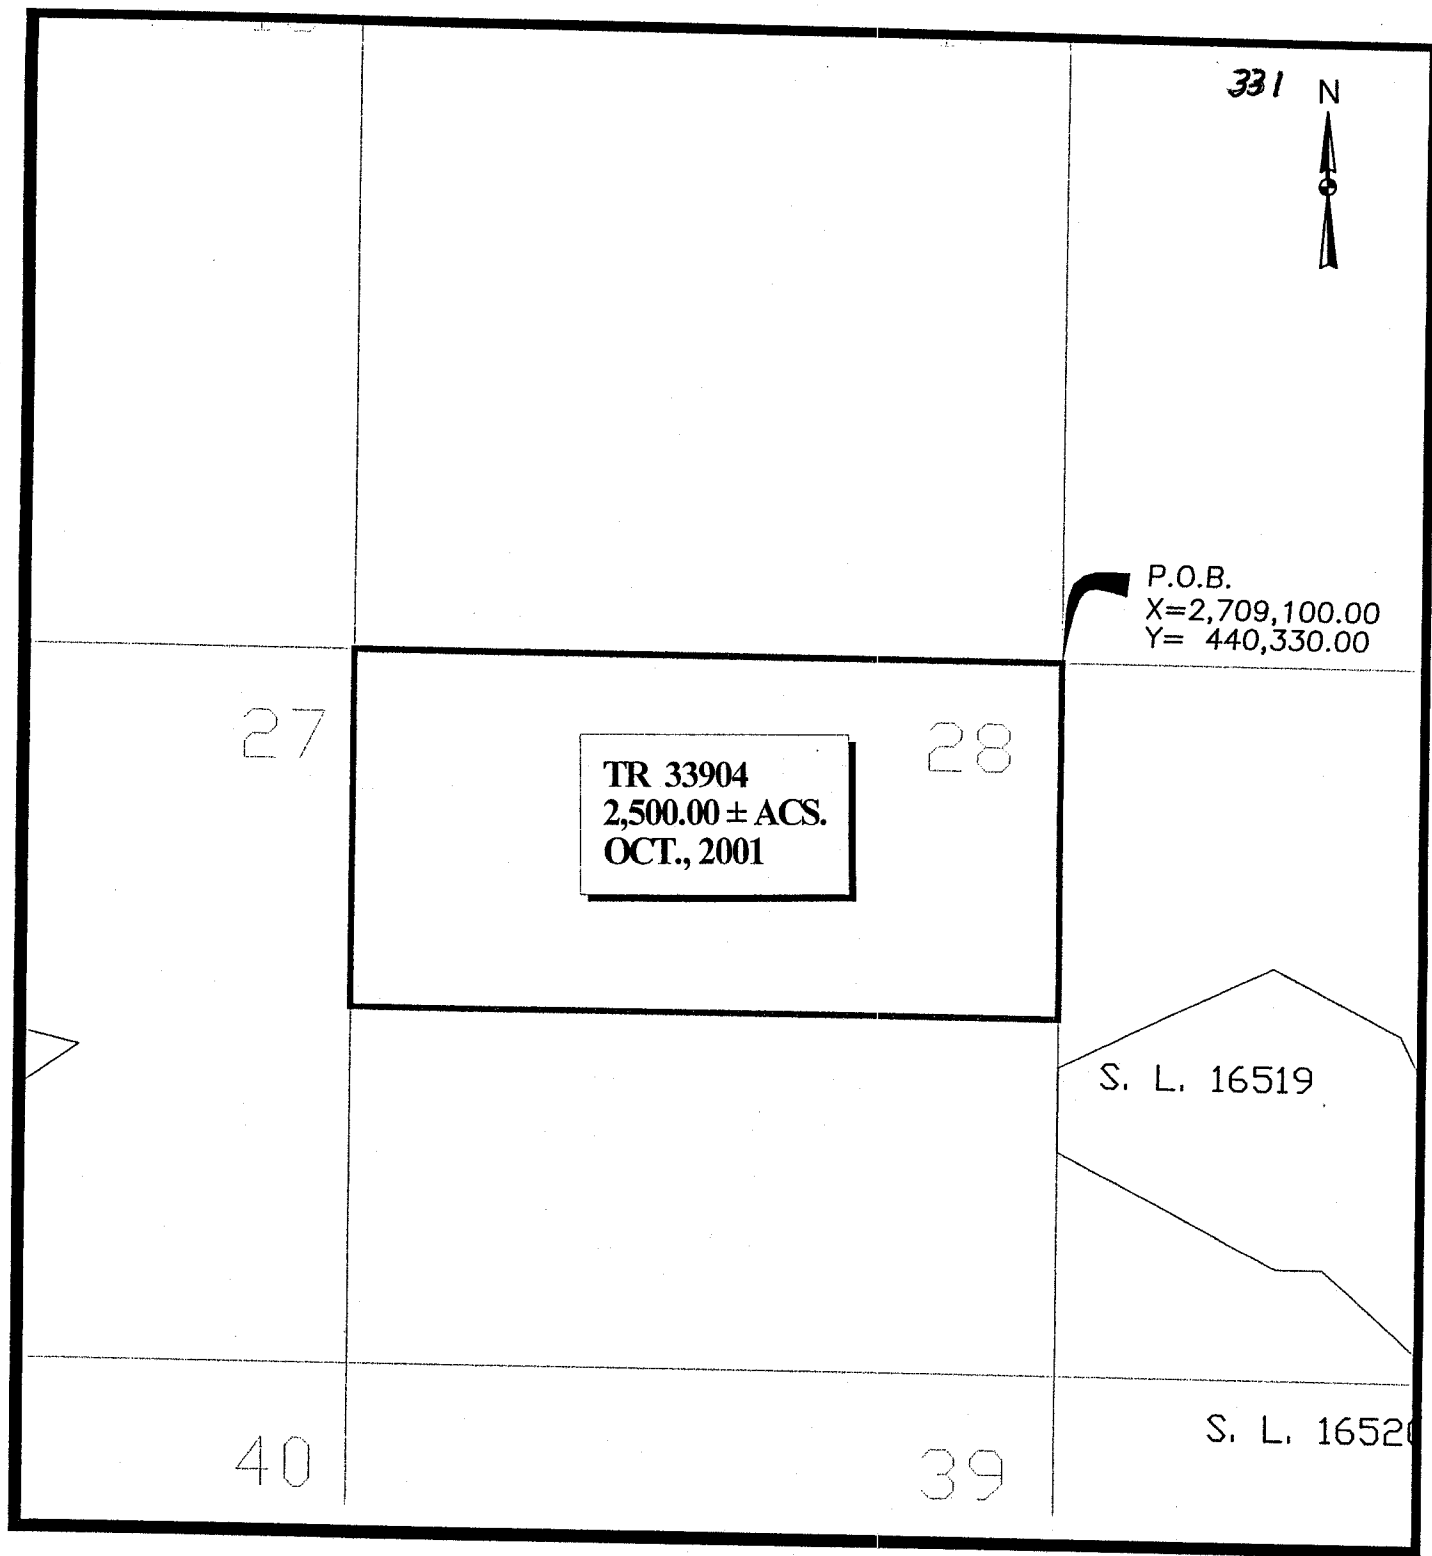 331
N
P.O.B.
X=2,709,100.00
Y= 440,330.00
27
28
TR 33904
2,500.00 ± ACS.
OCT., 2001
S. L. 16519
S. L. 1652
40
39